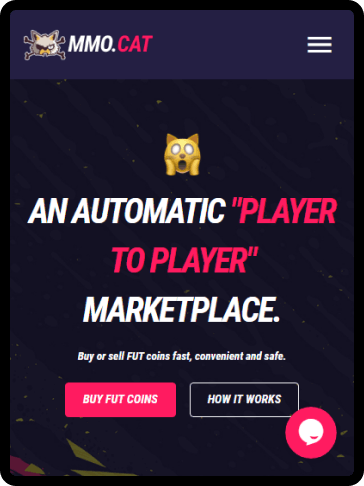 MMO.CAT
AN AUTOMATIC "PLAYER
TO PLAYER"
MARKETPLACE.
Buy or sell FUT coins fast, convenient and safe.
BUY FUT COINS
HOW IT WORKS